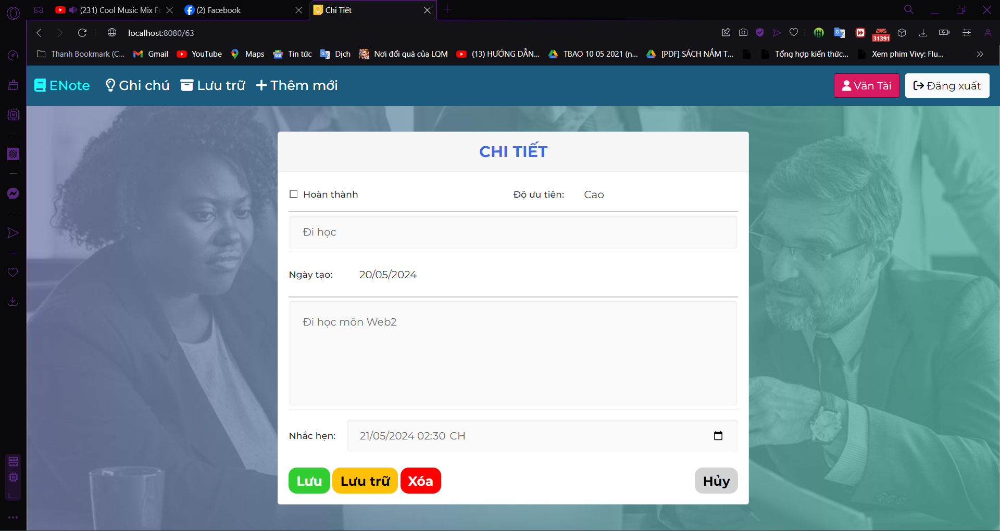 (231) Cool Music Mix Fo
(2) Facebook
Chi Tiết
localhost:8080/63
31391
Thanh Bookmark (C...
Gmail
YouTube
Maps
Tin tức
Dịch
Nơi đổi quà của LQM
(13) HƯỚNG DẪN...
TBAO 10 05 2021 (n...
[PDF] SÁCH NẮM T...
Tổng hợp kiến thức...
Xem phim Vivy: Flu...
ENote
Ghi chú
Lưu trữ
Thêm mới
Văn Tài
Đăng xuất
CHI TIẾT
Hoàn thành
Độ ưu tiên: Cao
Đi học
Ngày tạo: 20/05/2024
Đi học môn Web2
Nhắc hẹn: 21/05/2024 02:30 CH
Lưu
Lưu trữ
Xóa
Hủy